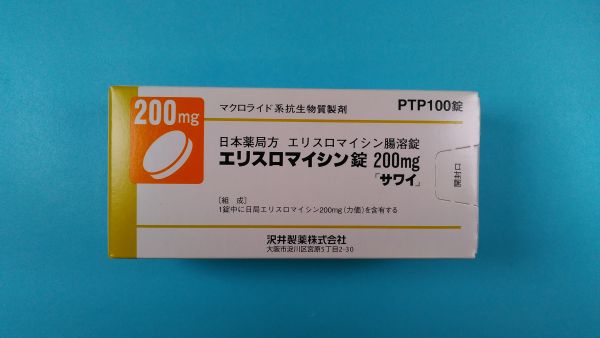 200mg
マクロライド系抗生物質製剤
PTP100錠
日本薬局方 エリスロマイシン腸溶錠
エリスロマイシン錠 200mg
「サワイ」
[組 成]
1錠中に日局エリスロマイシン200mg(力価)を含有する
沢井製薬株式会社
大阪市淀川区宮原5丁目2-30
開封口